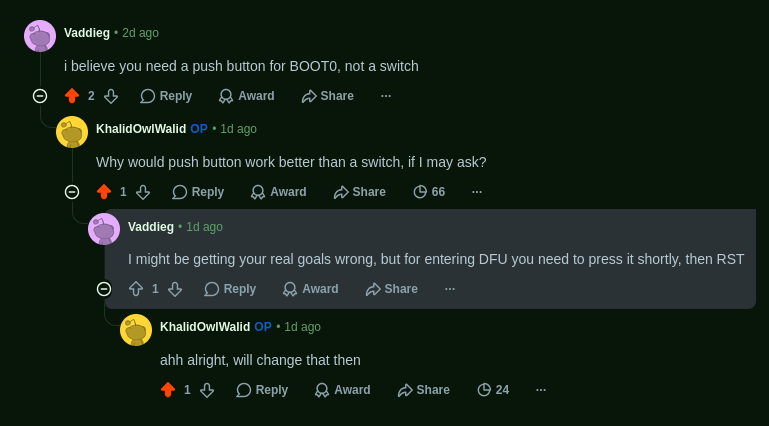 Vaddieg • 2d ago
i believe you need a push button for BOOT0, not a switch
2 Reply Award Share ...
KhalidOwlWalid OP • 1d ago
Why would push button work better than a switch, if I may ask?
1 Reply Award Share 66 ...
Vaddieg • 1d ago
I might be getting your real goals wrong, but for entering DFU you need to press it shortly, then RST
1 Reply Award Share ...
KhalidOwlWalid OP • 1d ago
ahh alright, will change that then
1 Reply Award Share 24 ...